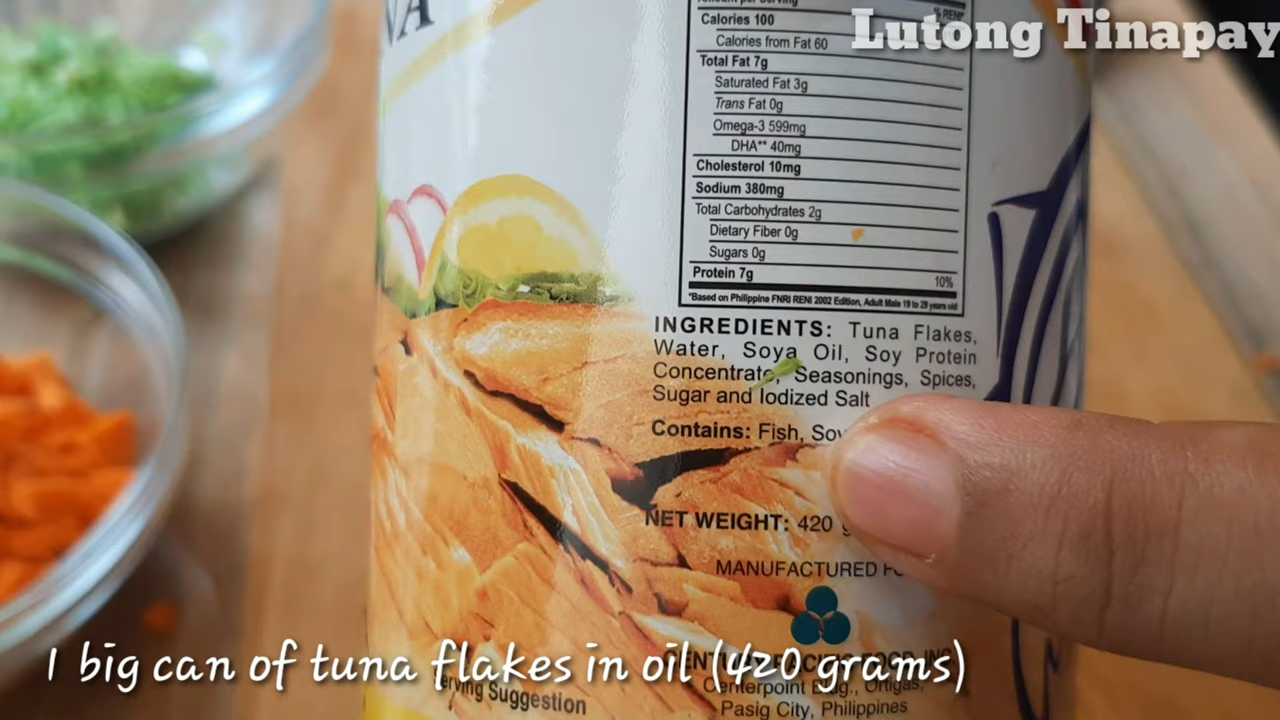 Lutong Tinapay
Amount per Serving
% RENI*
Calories 100
Calories from Fat 60
Total Fat 7g
Saturated Fat 3g
Trans Fat 0g
Omega-3 599mg
DHA** 40mg
Cholesterol 10mg
Sodium 380mg
Total Carbohydrates 2g
Dietary Fiber 0g
Sugars 0g
Protein 7g 10%
*Based on Philippine FNRI RENI 2002 Edition, Adult Male 19 to 29 years old
INGREDIENTS: Tuna Flakes,
Water, Soya Oil, Soy Protein
Concentrate, Seasonings, Spices,
Sugar and Iodized Salt
Contains: Fish, Soy
NET WEIGHT: 420 g
MANUFACTURED
1 big can of tuna flakes in oil (420 grams)
Centerpoint Bldg., Ortigas,
Pasig City, Philippines
Serving Suggestion